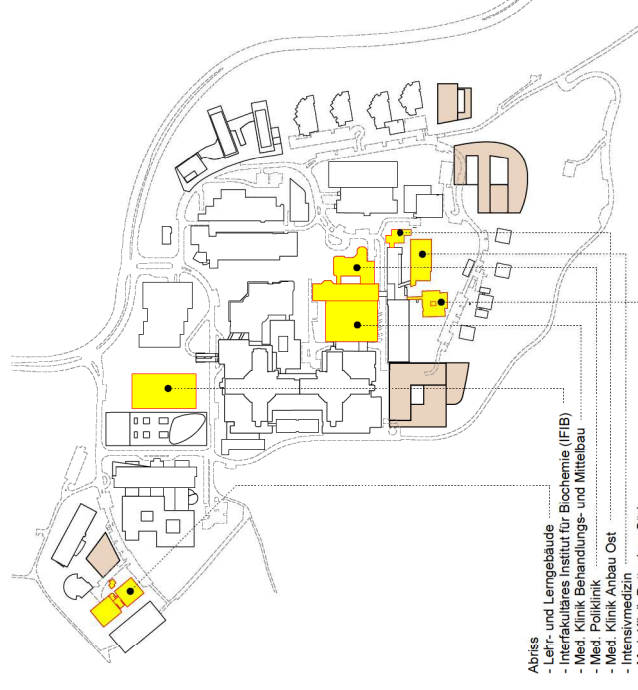 Abriss
- Lehr- und Lerngebäude
- Interfakultäres Institut für Biochemie (IFIB)
- Med. Klinik Behandlungs- und Mittelbau
- Med. Poliklinik
- Med. Klinik Anbau Ost
- Intensivmedizin